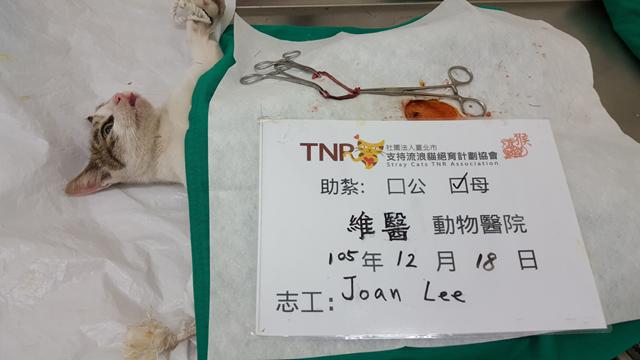 TNR 社團法人臺北市
支持流浪貓絕育計劃協會
Stray Cats TNR Association
助紮: □公 ☑母
維醫 動物醫院
105年 12 月 18 日
志工: Joan Lee